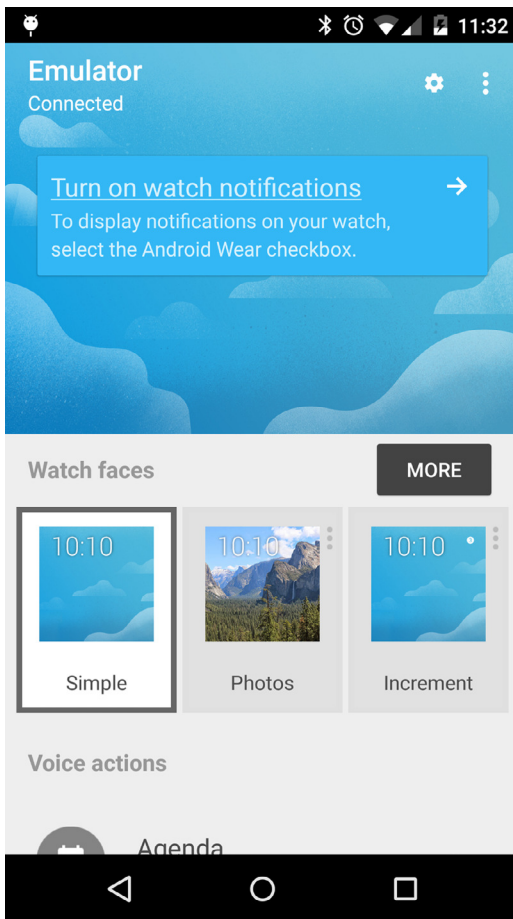 11:32
Emulator
Connected
Turn on watch notifications
To display notifications on your watch,
select the Android Wear checkbox.
Watch faces
MORE
10:10
10:10
10:10
Simple
Photos
Increment
Voice actions
Agenda